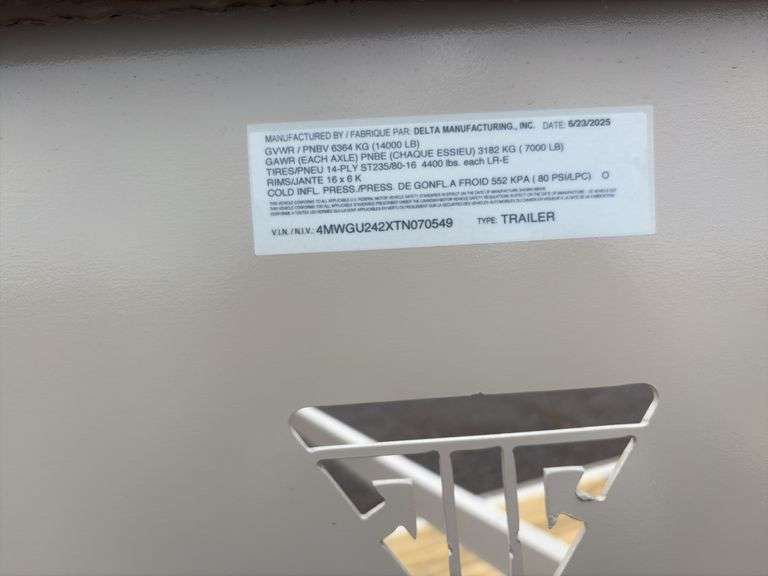 MANUFACTURED BY / FABRIQUE PAR: DELTA MANUFACTURING., INC. DATE: 6/23/2025
GVWR / PNBV 6364 KG (14000 LB)
GAWR (EACH AXLE) PNBE (CHAQUE ESSIEU) 3182 KG ( 7000 LB)
TIRES/PNEU 14-PLY ST235/80-16 4400 lbs. each LR-E
RIMS/JANTE 16 x 6 K
COLD INFL. PRESS./PRESS. DE GONFL A FROID 552 KPA ( 80 PSI/LPC) O
V.I.N. / N.I.V.: 4MWGU242XTN070549 TYPE: TRAILER